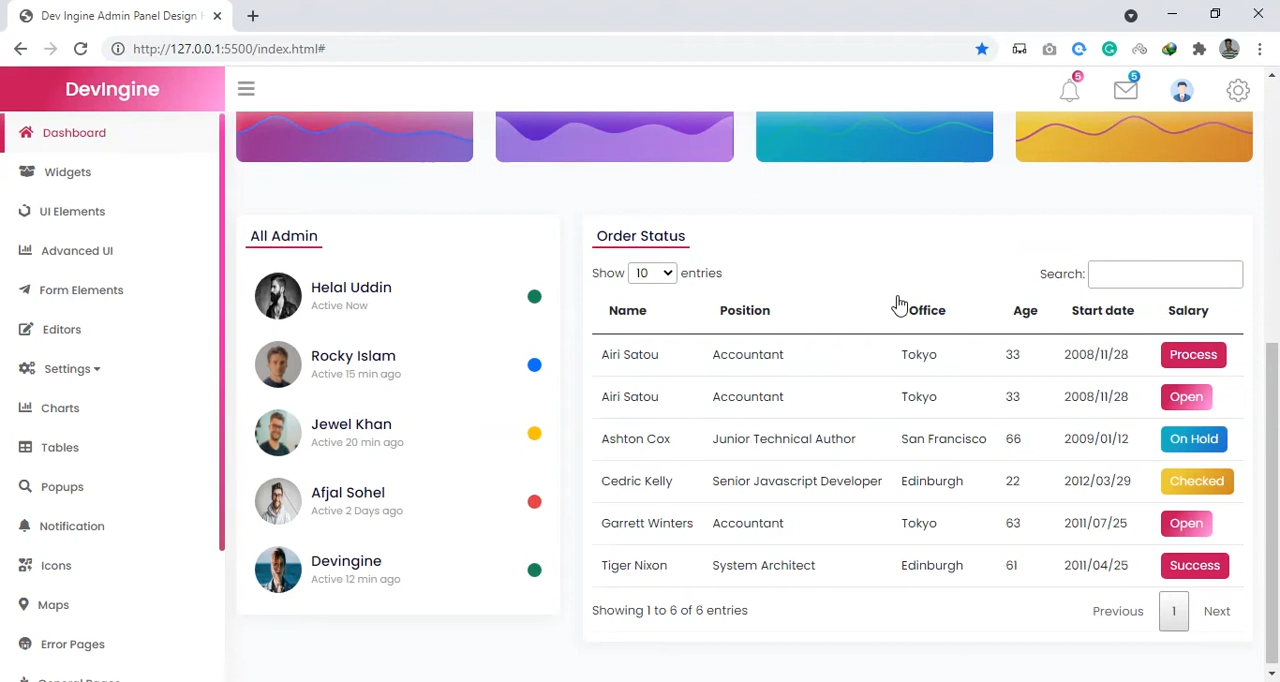 Dev Ingine Admin Panel Design
http://127.0.0.1:5500/index.html#
DevIngine
5
5
Dashboard
Widgets
UI Elements
Advanced UI
Form Elements
Editors
Settings
Charts
Tables
Popups
Notification
Icons
Maps
Error Pages
General Pages
All Admin
Helal Uddin
Active Now
Rocky Islam
Active 15 min ago
Jewel Khan
Active 20 min ago
Afjal Sohel
Active 2 Days ago
Devingine
Active 12 min ago
Order Status
Show 10 entries
Search:
Name Position Office Age Start date Salary
Airi Satou Accountant Tokyo 33 2008/11/28 Process
Airi Satou Accountant Tokyo 33 2008/11/28 Open
Ashton Cox Junior Technical Author San Francisco 66 2009/01/12 On Hold
Cedric Kelly Senior Javascript Developer Edinburgh 22 2012/03/29 Checked
Garrett Winters Accountant Tokyo 63 2011/07/25 Open
Tiger Nixon System Architect Edinburgh 61 2011/04/25 Success
Showing 1 to 6 of 6 entries
Previous 1 Next